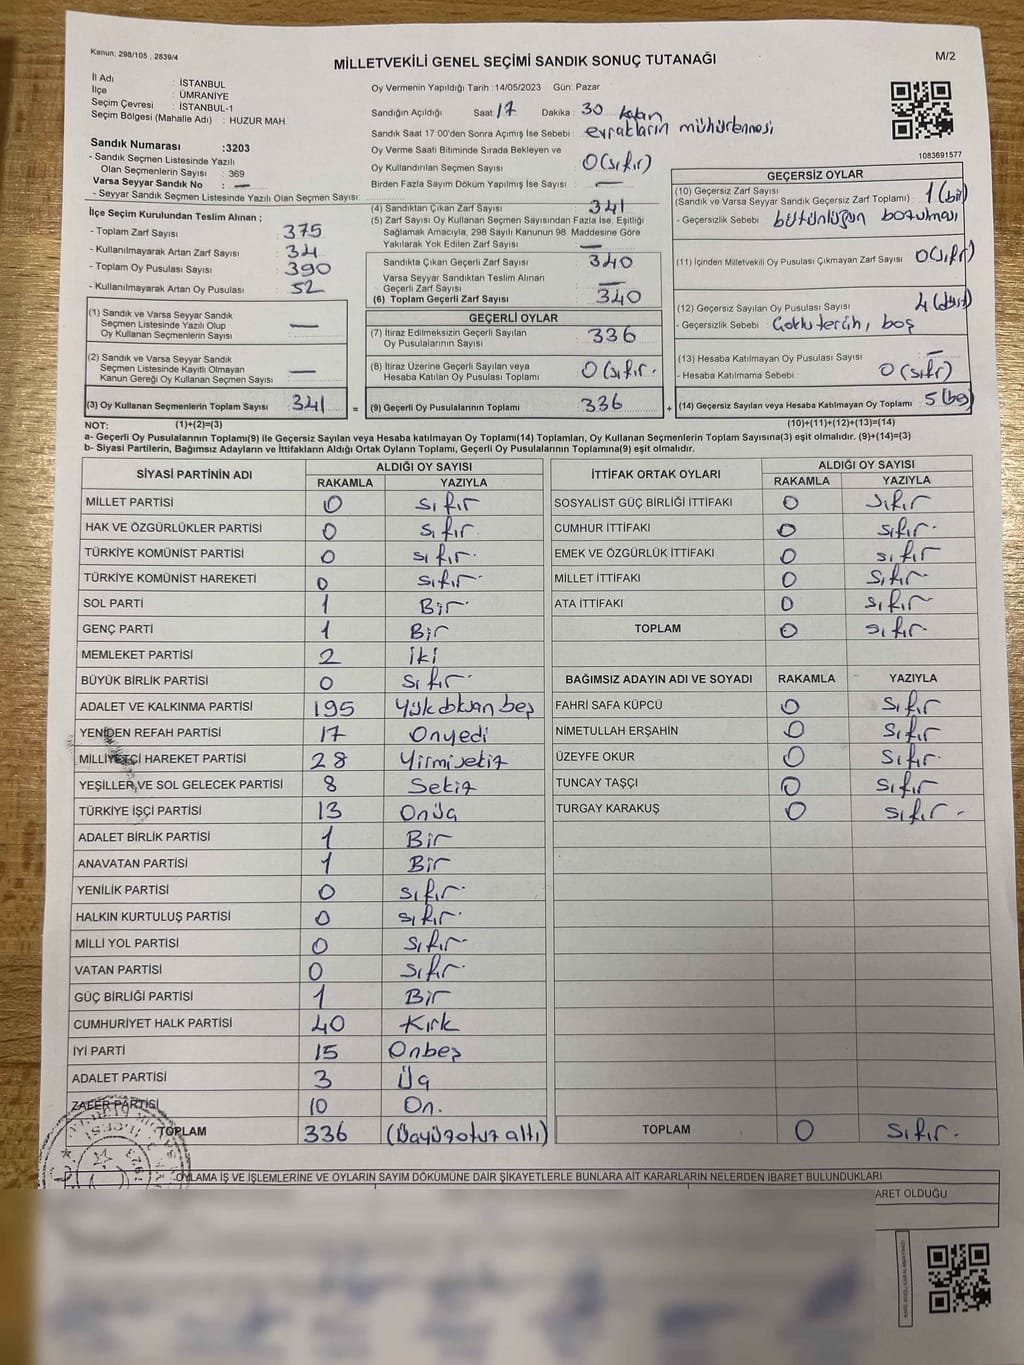 Kanun; 298/105 , 2839/4
MİLLETVEKİLİ GENEL SEÇİMİ SANDIK SONUÇ TUTANAĞI
M/2
İl Adı : İSTANBUL
İlçe : ÜMRANİYE
Seçim Çevresi : İSTANBUL-1
Seçim Bölgesi (Mahalle Adı) : HUZUR MAH.
Sandık Numarası :3203
- Sandık Seçmen Listesinde Yazılı
Olan Seçmenlerin Sayısı : 369
Varsa Seyyar Sandık No : —
- Seyyar Sandık Seçmen Listesinde Yazılı Olan Seçmen Sayısı:
Oy Vermenin Yapıldığı Tarih : 14/05/2023 Gün: Pazar
Sandığın Açıldığı Saat : 17 Dakika : 30 kalan
Sandık Saat 17:00'den Sonra Açımış İse Sebebi : evrakların mühürlenmesi
Oy Verme Saati Bitiminde Sırada Bekleyen ve
Oy Kullandırılan Seçmen Sayısı : 0 (sıfır)
Birden Fazla Sayım Döküm Yapılmış İse Sayısı : —
1083691577
İlçe Seçim Kurulundan Teslim Alınan ;
- Toplam Zarf Sayısı : 375
- Kullanılmayarak Artan Zarf Sayısı : 34
- Toplam Oy Pusulası Sayısı : 390
- Kullanılmayarak Artan Oy Pusulası : 52
(1) Sandık ve Varsa Seyyar Sandık
Seçmen Listesinde Yazılı Olup
Oy Kullanan Seçmenlerin Sayısı : —
(2) Sandık ve Varsa Seyyar Sandık
Seçmen Listesinde Kayıtlı Olmayan
Kanun Gereği Oy Kullanan Seçmen Sayısı : —
(3) Oy Kullanan Seçmenlerin Toplam Sayısı : 341
(4) Sandıktan Çıkan Zarf Sayısı : 341
(5) Zarf Sayısı Oy Kullanan Seçmen Sayısından Fazla İse, Eşitliği
Sağlamak Amacıyla, 298 Sayılı Kanunun 98. Maddesine Göre
Yakılarak Yok Edilen Zarf Sayısı : —
Sandıkta Çıkan Geçerli Zarf Sayısı : 340
Varsa Seyyar Sandıktan Teslim Alınan
Geçerli Zarf Sayısı : —
(6) Toplam Geçerli Zarf Sayısı : 340
GEÇERLİ OYLAR
(7) İtiraz Edilmeksizin Geçerli Sayılan
Oy Pusulalarının Sayısı : 336
(8) İtiraz Üzerine Geçerli Sayılan veya
Hesaba Katılan Oy Pusulası Toplamı : 0 (sıfır.
= (9) Geçerli Oy Pusulalarının Toplamı : 336 +
GEÇERSİZ OYLAR
(10) Geçersiz Zarf Sayısı
(Sandık ve Varsa Seyyar Sandık Geçersiz Zarf Toplamı) : 1 (bir)
- Geçersizlik Sebebi : bütünlüğün bozulması
(11) İçinden Milletvekili Oy Pusulası Çıkmayan Zarf Sayısı : 0 (sıfır)
(12) Geçersiz Sayılan Oy Pusulası Sayısı : 4 (dört)
- Geçersizlik Sebebi : Çoklu tercih, boş
(13) Hesaba Katılmayan Oy Pusulası Sayısı : —
- Hesaba Katılmama Sebebi : 0 (sıfır)
(14) Geçersiz Sayılan veya Hesaba Katılmayan Oy Toplamı : 5 (beş)
NOT: (1)+(2)=(3) (10)+(11)+(12)+(13)=(14)
a- Geçerli Oy Pusulalarının Toplamı(9) ile Geçersiz Sayılan veya Hesaba katılmayan Oy Toplamı(14) Toplamları, Oy Kullanan Seçmenlerin Toplam Sayısına(3) eşit olmalıdır. (9)+(14)=(3)
b- Siyasi Partilerin, Bağımsız Adayların ve İttifakların Aldığı Ortak Oyların Toplamı, Geçerli Oy Pusulalarının Toplamına(9) eşit olmalıdır.
SİYASİ PARTİNİN ADI ALDIĞI OY SAYISI
RAKAMLA YAZIYLA
MİLLET PARTİSİ 0 sıfır
HAK VE ÖZGÜRLÜKLER PARTİSİ 0 sıfır.
TÜRKİYE KOMÜNİST PARTİSİ 0 sıfır.
TÜRKİYE KOMÜNİST HAREKETİ 0 sıfır.
SOL PARTİ 1 Bir.
GENÇ PARTİ 1 Bir
MEMLEKET PARTİSİ 2 iki
BÜYÜK BİRLİK PARTİSİ 0 sıfır.
ADALET VE KALKINMA PARTİSİ 195 Yüzdoksan beş
YENİDEN REFAH PARTİSİ 17 Onyedi
MİLLİYETÇİ HAREKET PARTİSİ 28 Yirmisekiz
YEŞİLLER VE SOL GELECEK PARTİSİ 8 Sekiz
TÜRKİYE İŞÇİ PARTİSİ 13 Onüç
ADALET BİRLİK PARTİSİ 1 Bir
ANAVATAN PARTİSİ 1 Bir
YENİLİK PARTİSİ 0 sıfır.
HALKIN KURTULUŞ PARTİSİ 0 sıfır.
MİLLİ YOL PARTİSİ 0 sıfır.
VATAN PARTİSİ 0 sıfır.
GÜÇ BİRLİĞİ PARTİSİ 1 Bir
CUMHURİYET HALK PARTİSİ 40 Kırk
İYİ PARTİ 15 Onbeş
ADALET PARTİSİ 3 Üç
ZAFER PARTİSİ 10 On.
TOPLAM 336 (Üçyüzotuz altı)
İTTİFAK ORTAK OYLARI ALDIĞI OY SAYISI
RAKAMLA YAZIYLA
SOSYALİST GÜÇ BİRLİĞİ İTTİFAKI 0 sıfır
CUMHUR İTTİFAKI 0 sıfır.
EMEK VE ÖZGÜRLÜK İTTİFAKI 0 sıfır
MİLLET İTTİFAKI 0 sıfır.
ATA İTTİFAKI 0 sıfır
TOPLAM 0 sıfır.
BAĞIMSIZ ADAYIN ADI VE SOYADI RAKAMLA YAZIYLA
FAHRİ SAFA KÜPCÜ 0 sıfır
NİMETULLAH ERŞAHİN 0 sıfır
ÜZEYFE OKUR 0 sıfır.
TUNCAY TAŞÇI 0 sıfır
TURGAY KARAKUŞ 0 sıfır.
TOPLAM 0 sıfır.
OYLAMA İŞ VE İŞLEMLERİNE VE OYLARIN SAYIM DÖKÜMÜNE DAİR ŞİKAYETLERLE BUNLARA AİT KARARLARIN NELERDEN İBARET BULUNDUKLARI
ARET OLDUĞU